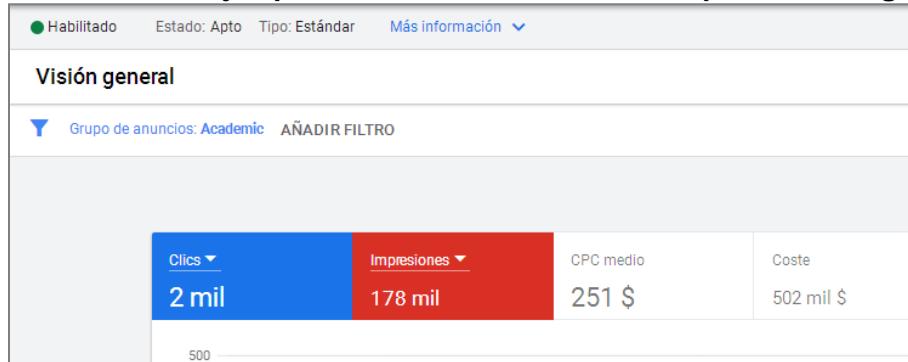 Habilitado Estado: Apto Tipo: Estándar Más información
Visión general
Grupo de anuncios: Academic AÑADIR FILTRO
Clics Impresiones CPC medio Coste
2 mil 178 mil 251 $ 502 mil $
500